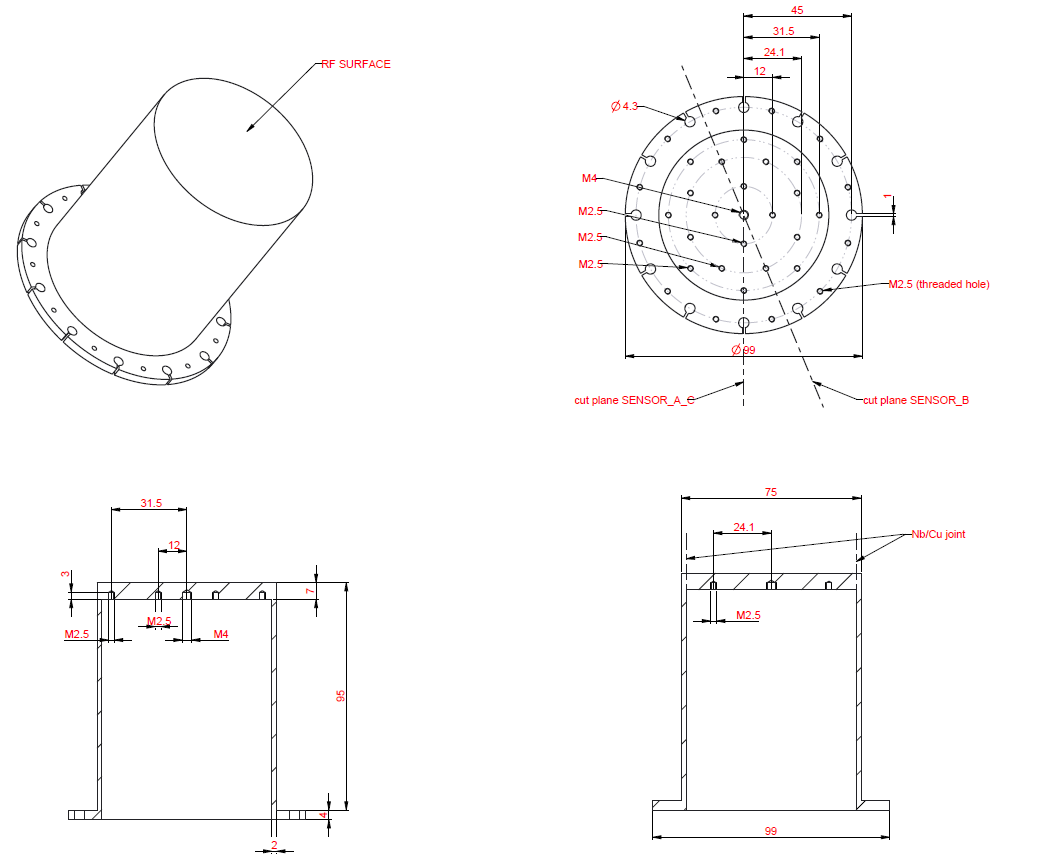 RF SURFACE
45
31.5
24.1
12
Ø 4.3
M4
1
M2.5
M2.5
M2.5
M2.5 (threaded hole)
Ø 99
cut plane SENSOR_A_C
cut plane SENSOR_B
31.5
12
3
7
M2.5
M2.5
M4
95
4
2
75
24.1
Nb/Cu joint
M2.5
99